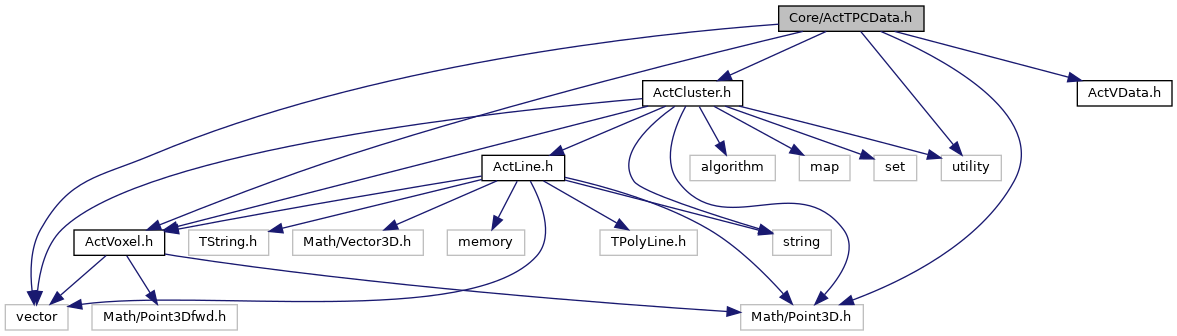 Core/ActTPCData.h
ActCluster.h
ActVData.h
ActLine.h
algorithm
map
set
utility
ActVoxel.h
TString.h
Math/Vector3D.h
memory
TPolyLine.h
string
vector
Math/Point3Dfwd.h
Math/Point3D.h